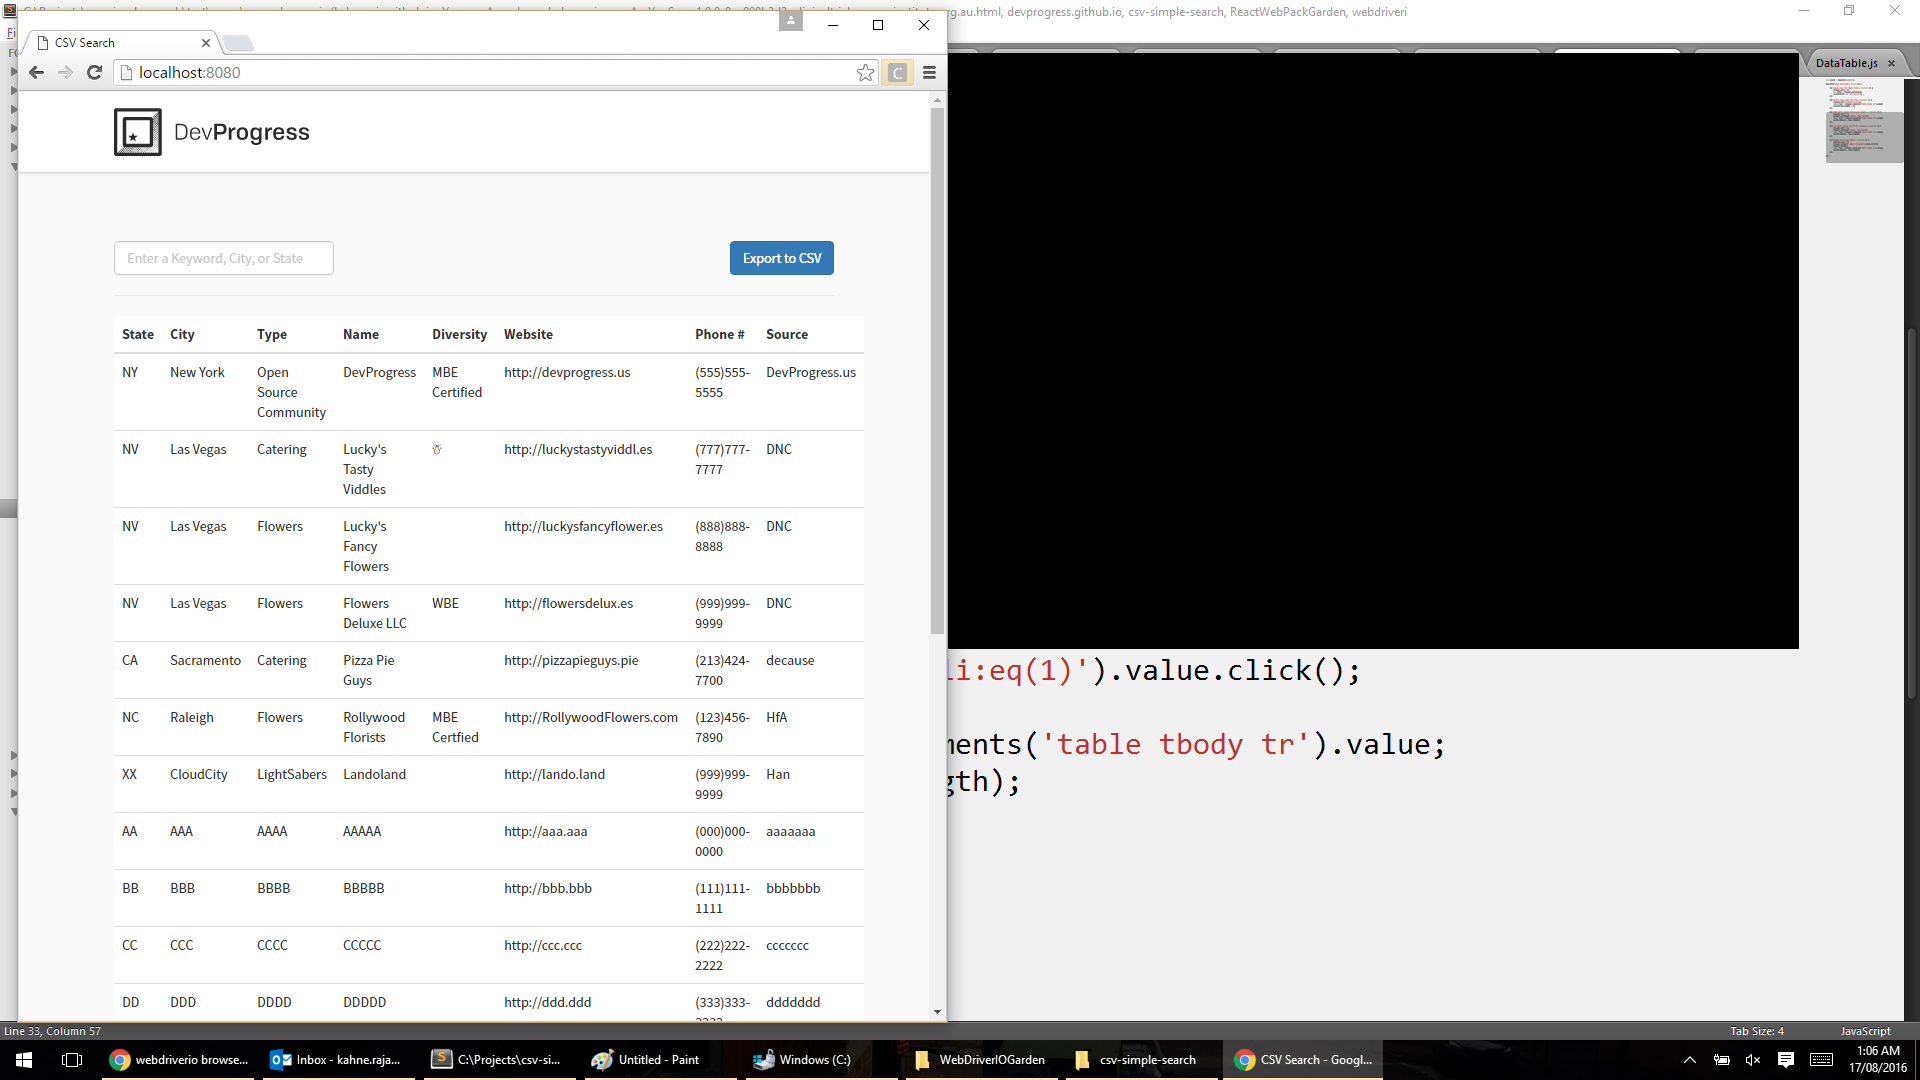 rg.au.html, devprogress.github.io, csv-simple-search, ReactWebPackGarden, webdriveri
CSV Search
localhost:8080
C
DataTable.js
DevProgress
Enter a Keyword, City, or State
Export to CSV
State City Type Name Diversity Website Phone # Source
NY New York Open Source Community DevProgress MBE Certified http://devprogress.us (555)555-5555 DevProgress.us
NV Las Vegas Catering Lucky's Tasty Viddles ☃ http://luckystastyviddl.es (777)777-7777 DNC
NV Las Vegas Flowers Lucky's Fancy Flowers http://luckysfancyflower.es (888)888-8888 DNC
NV Las Vegas Flowers Flowers Deluxe LLC WBE http://flowersdelux.es (999)999-9999 DNC
CA Sacramento Catering Pizza Pie Guys http://pizzapieguys.pie (213)424-7700 decause
NC Raleigh Flowers Rollywood Florists MBE Certfied http://RollywoodFlowers.com (123)456-7890 HfA
XX CloudCity LightSabers Landoland http://lando.land (999)999-9999 Han
AA AAA AAAA AAAAA http://aaa.aaa (000)000-0000 aaaaaaa
BB BBB BBBB BBBBB http://bbb.bbb (111)111-1111 bbbbbbb
CC CCC CCCC CCCCC http://ccc.ccc (222)222-2222 ccccccc
DD DDD DDDD DDDDD http://ddd.ddd (333)333- ddddddd
li:eq(1)').value.click();
ments('table tbody tr').value;
gth);
Line 33, Column 57
Tab Size: 4
JavaScript
webdriverio browse...
Inbox - kahne.raja...
C:\Projects\csv-si...
Untitled - Paint
Windows (C:)
WebDriverIOGarden
csv-simple-search
CSV Search - Googl...
1:06 AM
17/08/2016